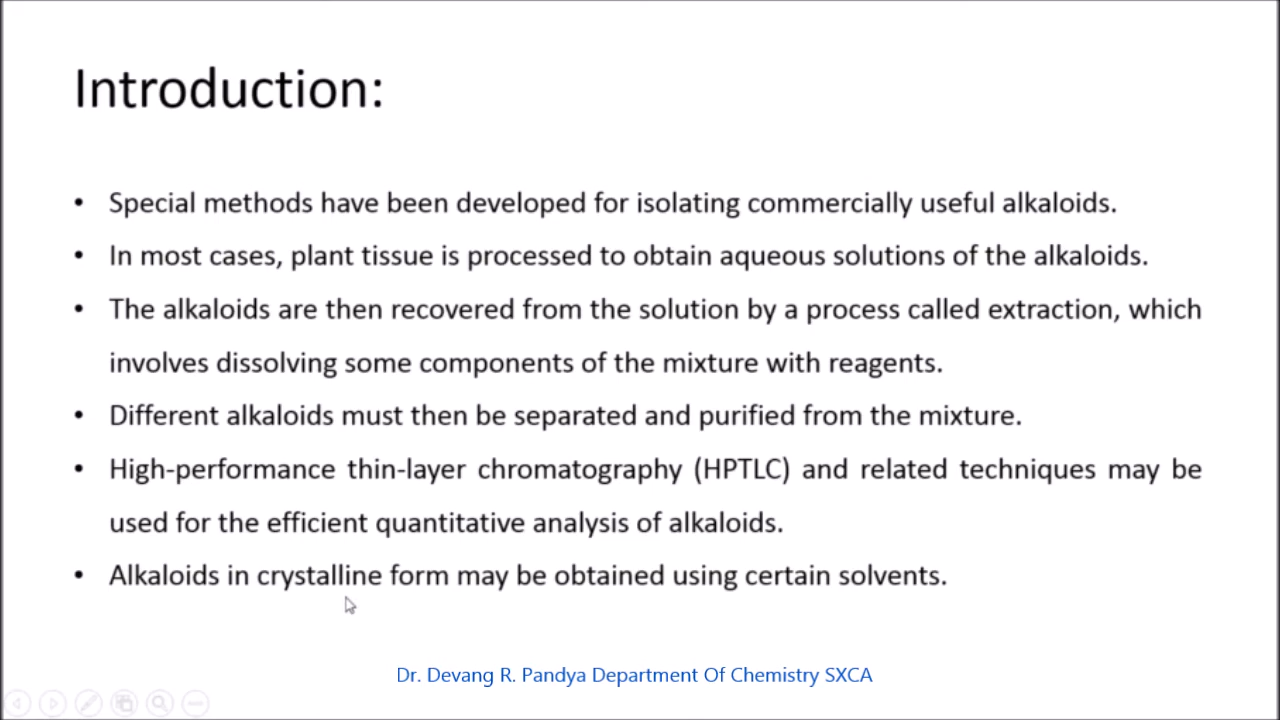 Introduction:
• Special methods have been developed for isolating commercially useful alkaloids.
• In most cases, plant tissue is processed to obtain aqueous solutions of the alkaloids.
• The alkaloids are then recovered from the solution by a process called extraction, which
involves dissolving some components of the mixture with reagents.
• Different alkaloids must then be separated and purified from the mixture.
• High-performance thin-layer chromatography (HPTLC) and related techniques may be
used for the efficient quantitative analysis of alkaloids.
• Alkaloids in crystalline form may be obtained using certain solvents.
Dr. Devang R. Pandya Department Of Chemistry SXCA